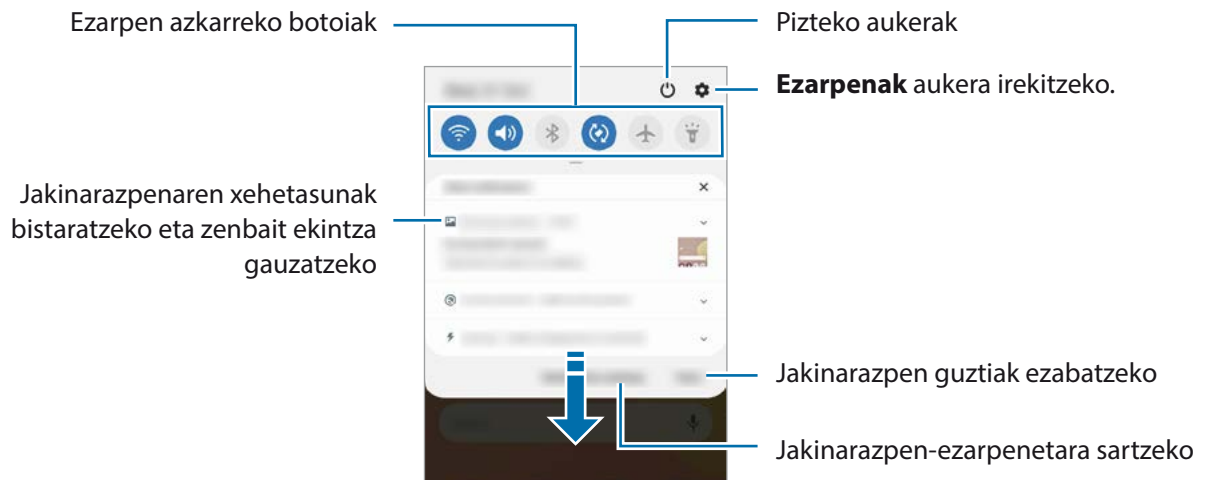 Ezarpen azkarreko botoiak
Pizteko aukerak
Ezarpenak aukera irekitzeko.
Jakinarazpenaren xehetasunak
bistaratzeko eta zenbait ekintza
gauzatzeko
Jakinarazpen guztiak ezabatzeko
Jakinarazpen-ezarpenetara sartzeko